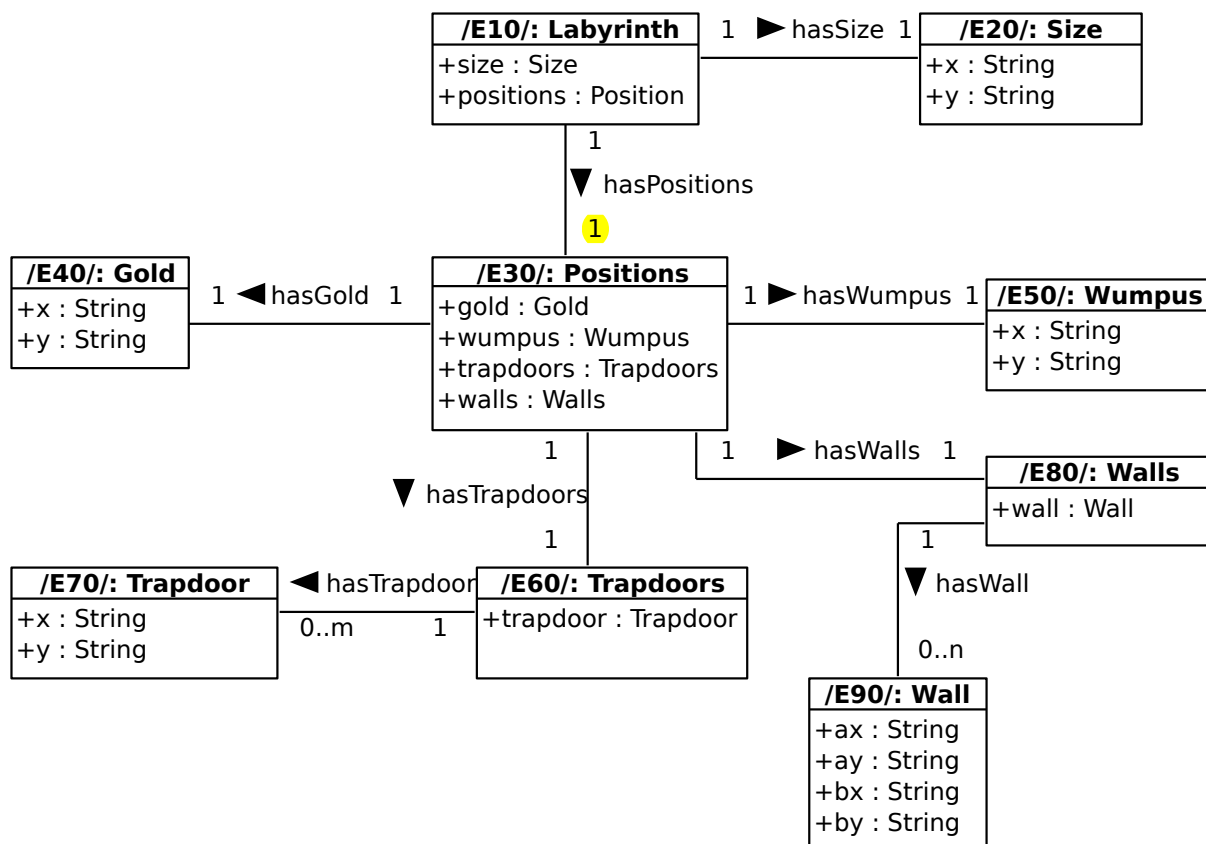 /E10/: Labyrinth
+size : Size
+positions : Position
1 hasSize 1
/E20/: Size
+x : String
+y : String
1
hasPositions
1
/E40/: Gold
+x : String
+y : String
1 hasGold 1
/E30/: Positions
+gold : Gold
+wumpus : Wumpus
+trapdoors : Trapdoors
+walls : Walls
1 hasWumpus 1
/E50/: Wumpus
+x : String
+y : String
1
hasTrapdoors
1
1 hasWalls 1
/E80/: Walls
+wall : Wall
1
hasWall
0..n
/E70/: Trapdoor
+x : String
+y : String
hasTrapdoor
0..m 1
/E60/: Trapdoors
+trapdoor : Trapdoor
/E90/: Wall
+ax : String
+ay : String
+bx : String
+by : String